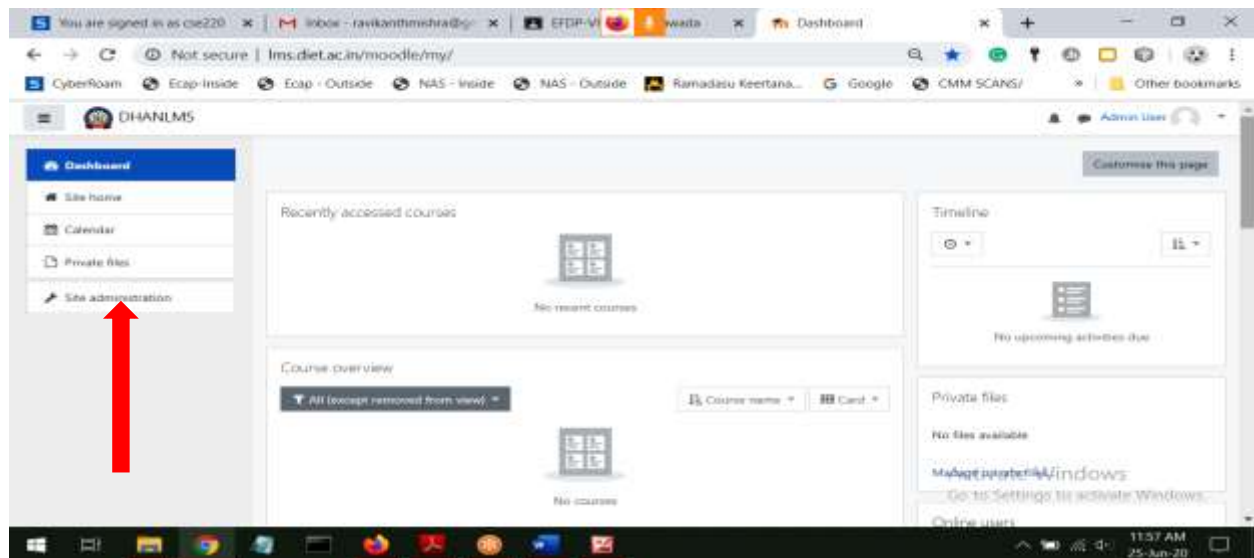 You are signed in as cse220
Inbox - ravikanthmishra@g
EFDP-VI
Dashboard
Not secure | lms.diet.ac.in/moodle/my/
CyberRoam Ecap-Inside Ecap - Outside NAS - Inside NAS - Outside Ramadasu Keertana... G Google CMM SCANS/ » Other bookmarks
DHANLMS
Admin User
Dashboard
Customise this page
Site home
Calendar
Private files
Site administration
Recently accessed courses
No recent courses
Timeline
No upcoming activities due
Course overview
All (except removed from view)
Course name
Card
No courses
Private files
No files available
Manage private files
Activate Windows
Go to Settings to activate Windows.
Online users
11:57 AM
25-Jun-20